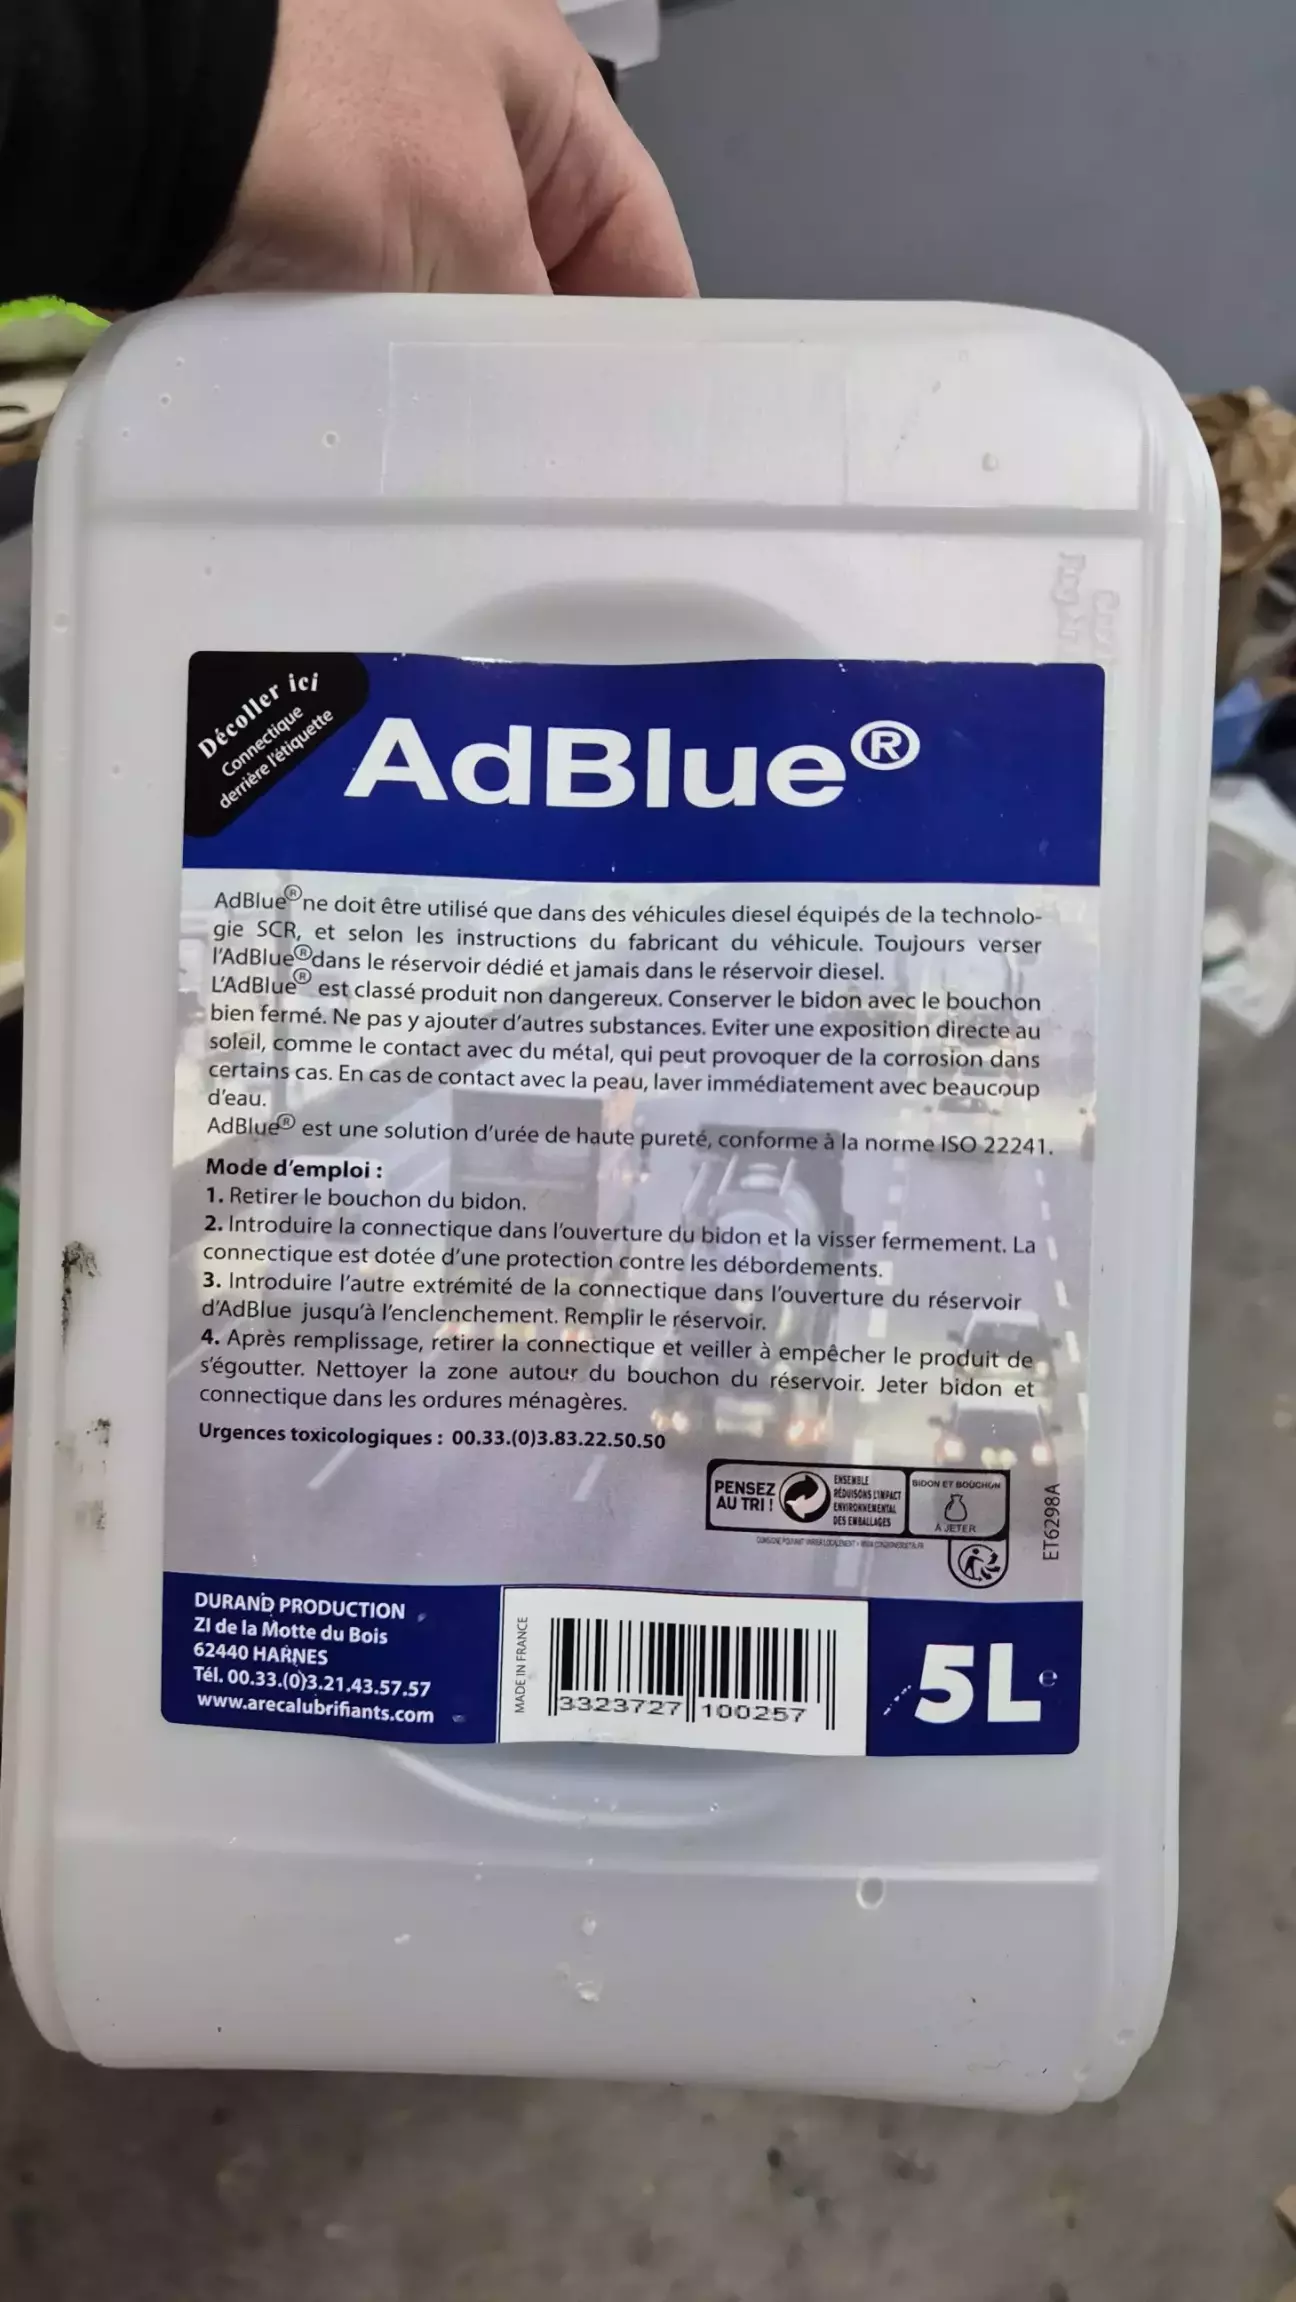 Décoller ici
Connectique
derrière l'étiquette
AdBlue®
AdBlue® ne doit être utilisé que dans des véhicules diesel équipés de la technolo-
gie SCR, et selon les instructions du fabricant du véhicule. Toujours verser
l'AdBlue® dans le réservoir dédié et jamais dans le réservoir diesel.
L'AdBlue® est classé produit non dangereux. Conserver le bidon avec le bouchon
bien fermé. Ne pas y ajouter d'autres substances. Eviter une exposition directe au
soleil, comme le contact avec du métal, qui peut provoquer de la corrosion dans
certains cas. En cas de contact avec la peau, laver immédiatement avec beaucoup
d'eau.
AdBlue® est une solution d'urée de haute pureté, conforme à la norme ISO 22241.
Mode d'emploi :
1. Retirer le bouchon du bidon.
2. Introduire la connectique dans l'ouverture du bidon et la visser fermement. La
connectique est dotée d'une protection contre les débordements.
3. Introduire l'autre extrémité de la connectique dans l'ouverture du réservoir
d'AdBlue jusqu'à l'enclenchement. Remplir le réservoir.
4. Après remplissage, retirer la connectique et veiller à empêcher le produit de
s'égoutter. Nettoyer la zone autour du bouchon du réservoir. Jeter bidon et
connectique dans les ordures ménagères.
Urgences toxicologiques : 00.33.(0)3.83.22.50.50
PENSEZ
AU TRI !
ENSEMBLE
RÉDUISONS L'IMPACT
ENVIRONNEMENTAL
DES EMBALLAGES
BIDON ET BOUCHON
À JETER
ET6298A
DURAND PRODUCTION
ZI de la Motte du Bois
62440 HARNES
Tél. 00.33.(0)3.21.43.57.57
www.arecalubrifiants.com
MADE IN FRANCE
3323727 100257
5L e